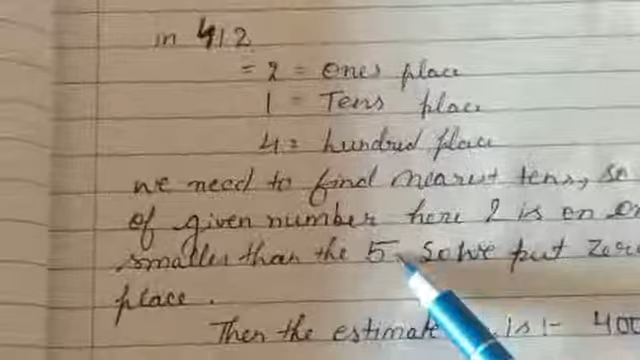 in 412
= 2 = ones place
1 = Tens place
4 = hundred place
we need to find nearest tens, so
of given number here 2 is on on
smaller than the 5 so we put zero
place.
Then the estimate is :- 400